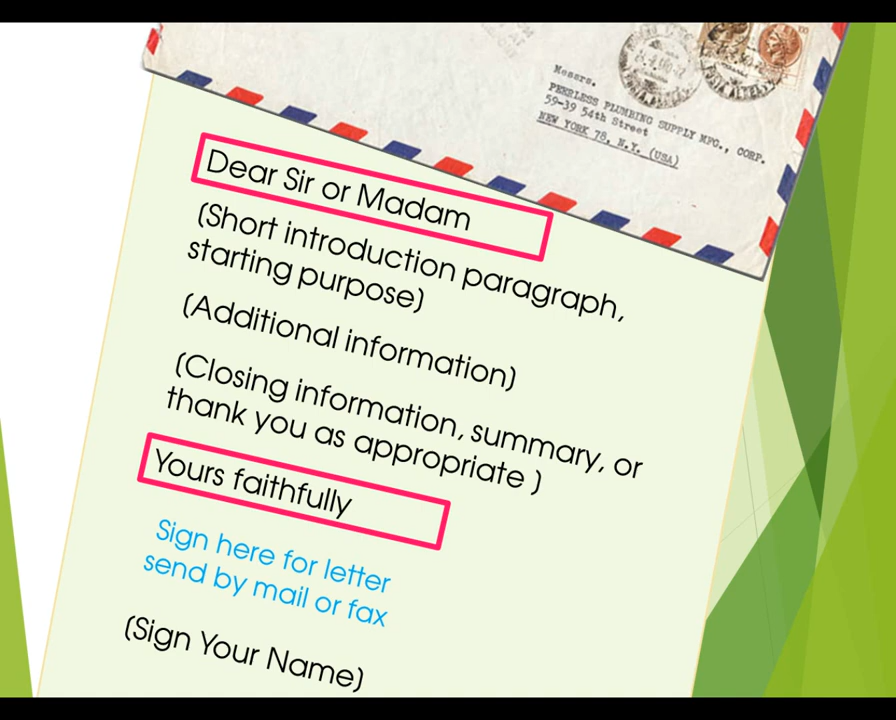 Messrs.
PEERLESS PLUMBING SUPPLY MFG., CORP.
59-39 54th Street
NEW YORK 78, N.Y. (USA)
Dear Sir or Madam
(Short introduction paragraph,
starting purpose)
(Additional information)
(Closing information, summary, or
thank you as appropriate )
Yours faithfully
Sign here for letter
send by mail or fax
(Sign Your Name)